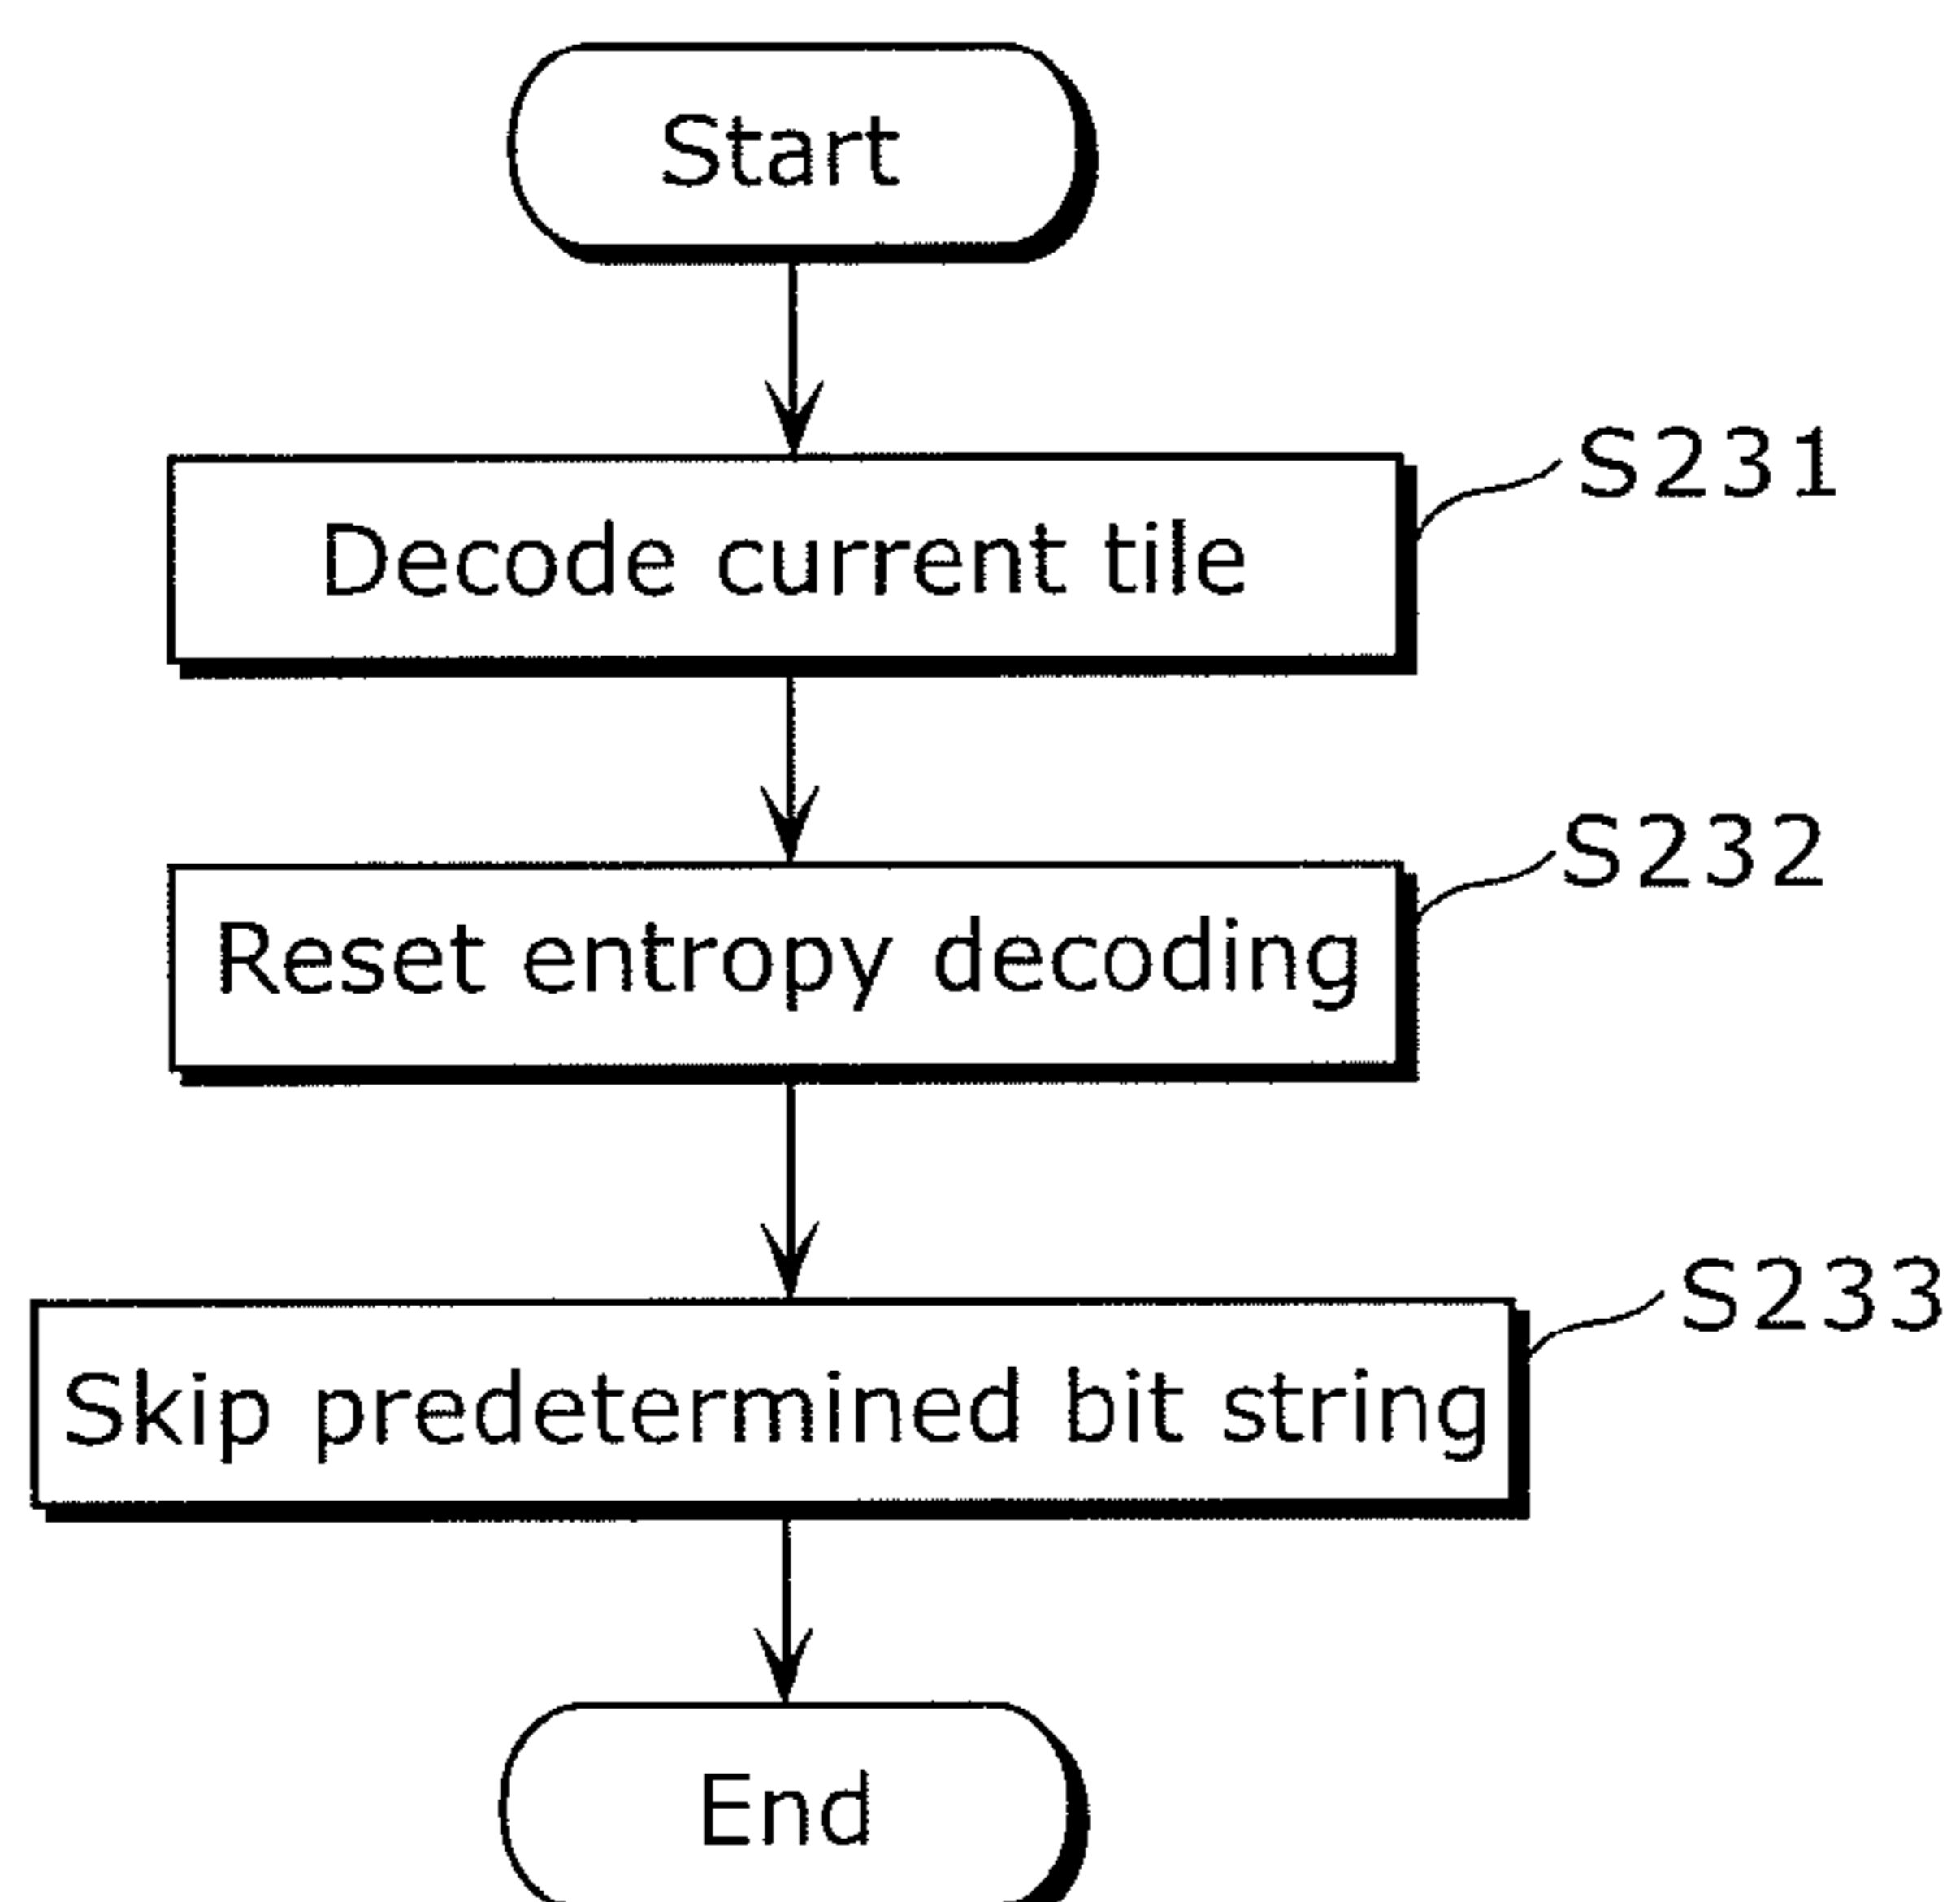 Start
S231
Decode current tile
S232
Reset entropy decoding
S233
Skip predetermined bit string
End